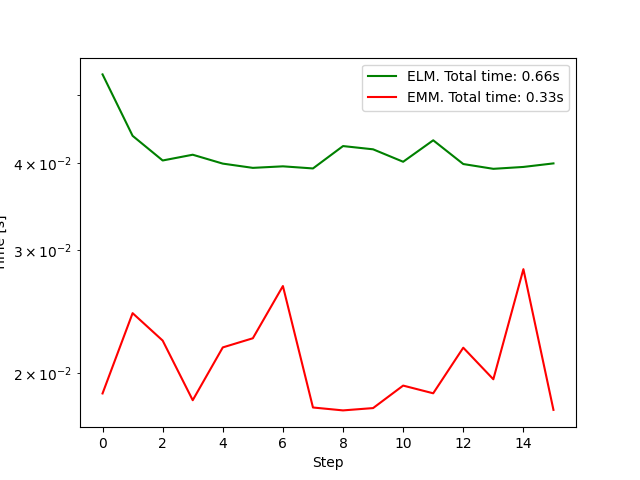 ELM. Total time: 0.66s
EMM. Total time: 0.33s
4 × 10⁻²
3 × 10⁻²
2 × 10⁻²
[s]
0 2 4 6 8 10 12 14
Step